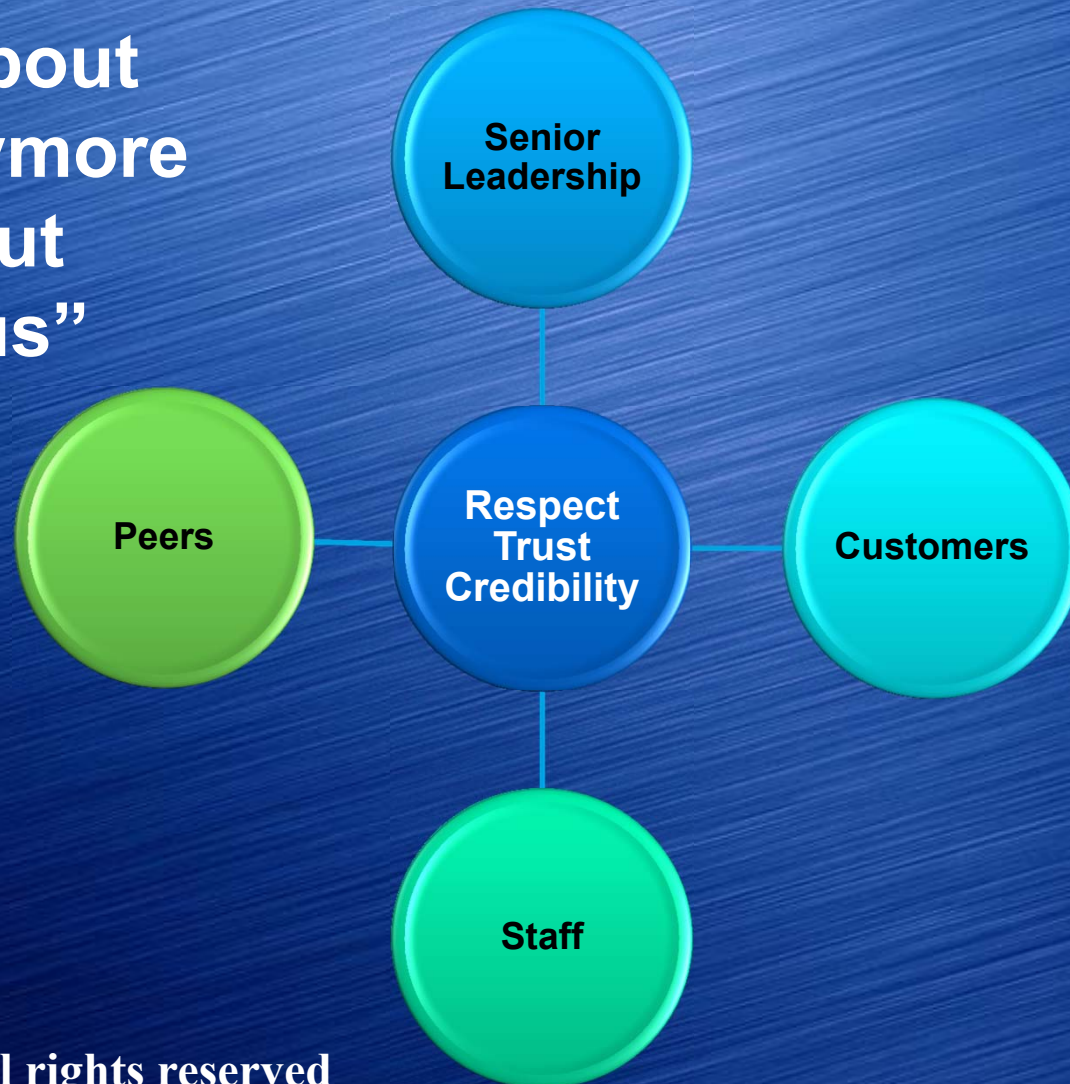 bout
ymore
ut
us”
Senior
Leadership
Peers
Respect
Trust
Credibility
Customers
Staff
l rights reserved